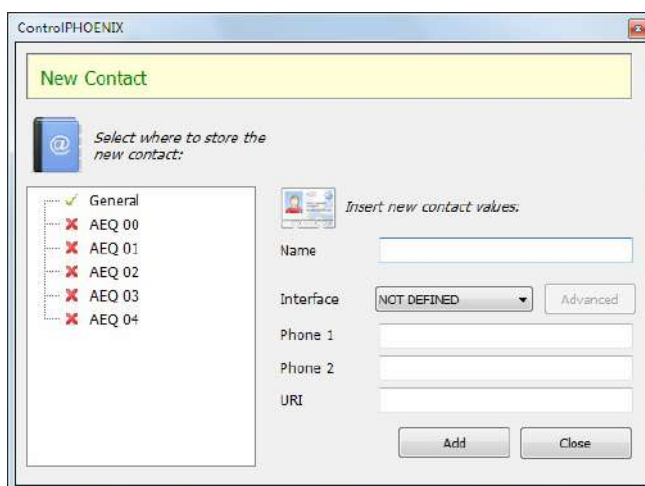 ControlPHOENIX
New Contact
@
Select where to store the
new contact:
General
AEQ 00
AEQ 01
AEQ 02
AEQ 03
AEQ 04
Insert new contact values:
Name
Interface
NOT DEFINED
Advanced
Phone 1
Phone 2
URI
Add
Close